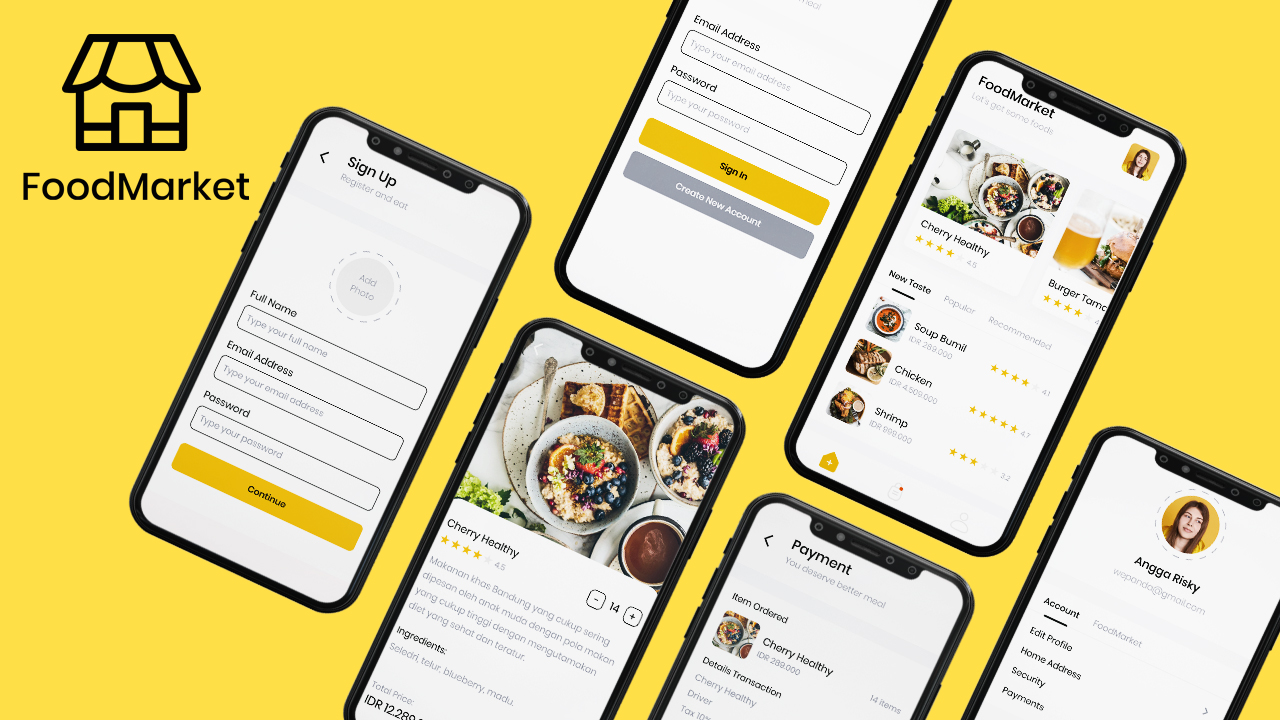 FoodMarket
Sign Up
Register and eat
Add
Photo
Full Name
Type your full name
Email Address
Type your email address
Password
Type your password
Continue
meal
Email Address
Type your email address
Password
Type your password
Sign In
Create New Account
FoodMarket
Let's get some foods
Cherry Healthy
4.5
Burger Tamo
New Taste
Popular
Recommended
Soup Bumil
IDR 289.000
4.1
Chicken
IDR 4.509.000
4.7
Shrimp
IDR 999.000
3.2
Cherry Healthy
4.5
14
Makanan khas Bandung yang cukup sering
dipesan oleh anak muda dengan pola makan
yang cukup tinggi dengan mengutamakan
diet yang sehat dan teratur.
Ingredients:
Seledri, telur, blueberry, madu.
Total Price:
IDR 12.289.0
Payment
You deserve better meal
Item Ordered
Cherry Healthy
IDR 289.000
14 items
Details Transaction
Cherry Healthy
Driver
Tax 10%
Angga Risky
wepanda@gmail.com
Account
FoodMarket
Edit Profile
Home Address
Security
Payments